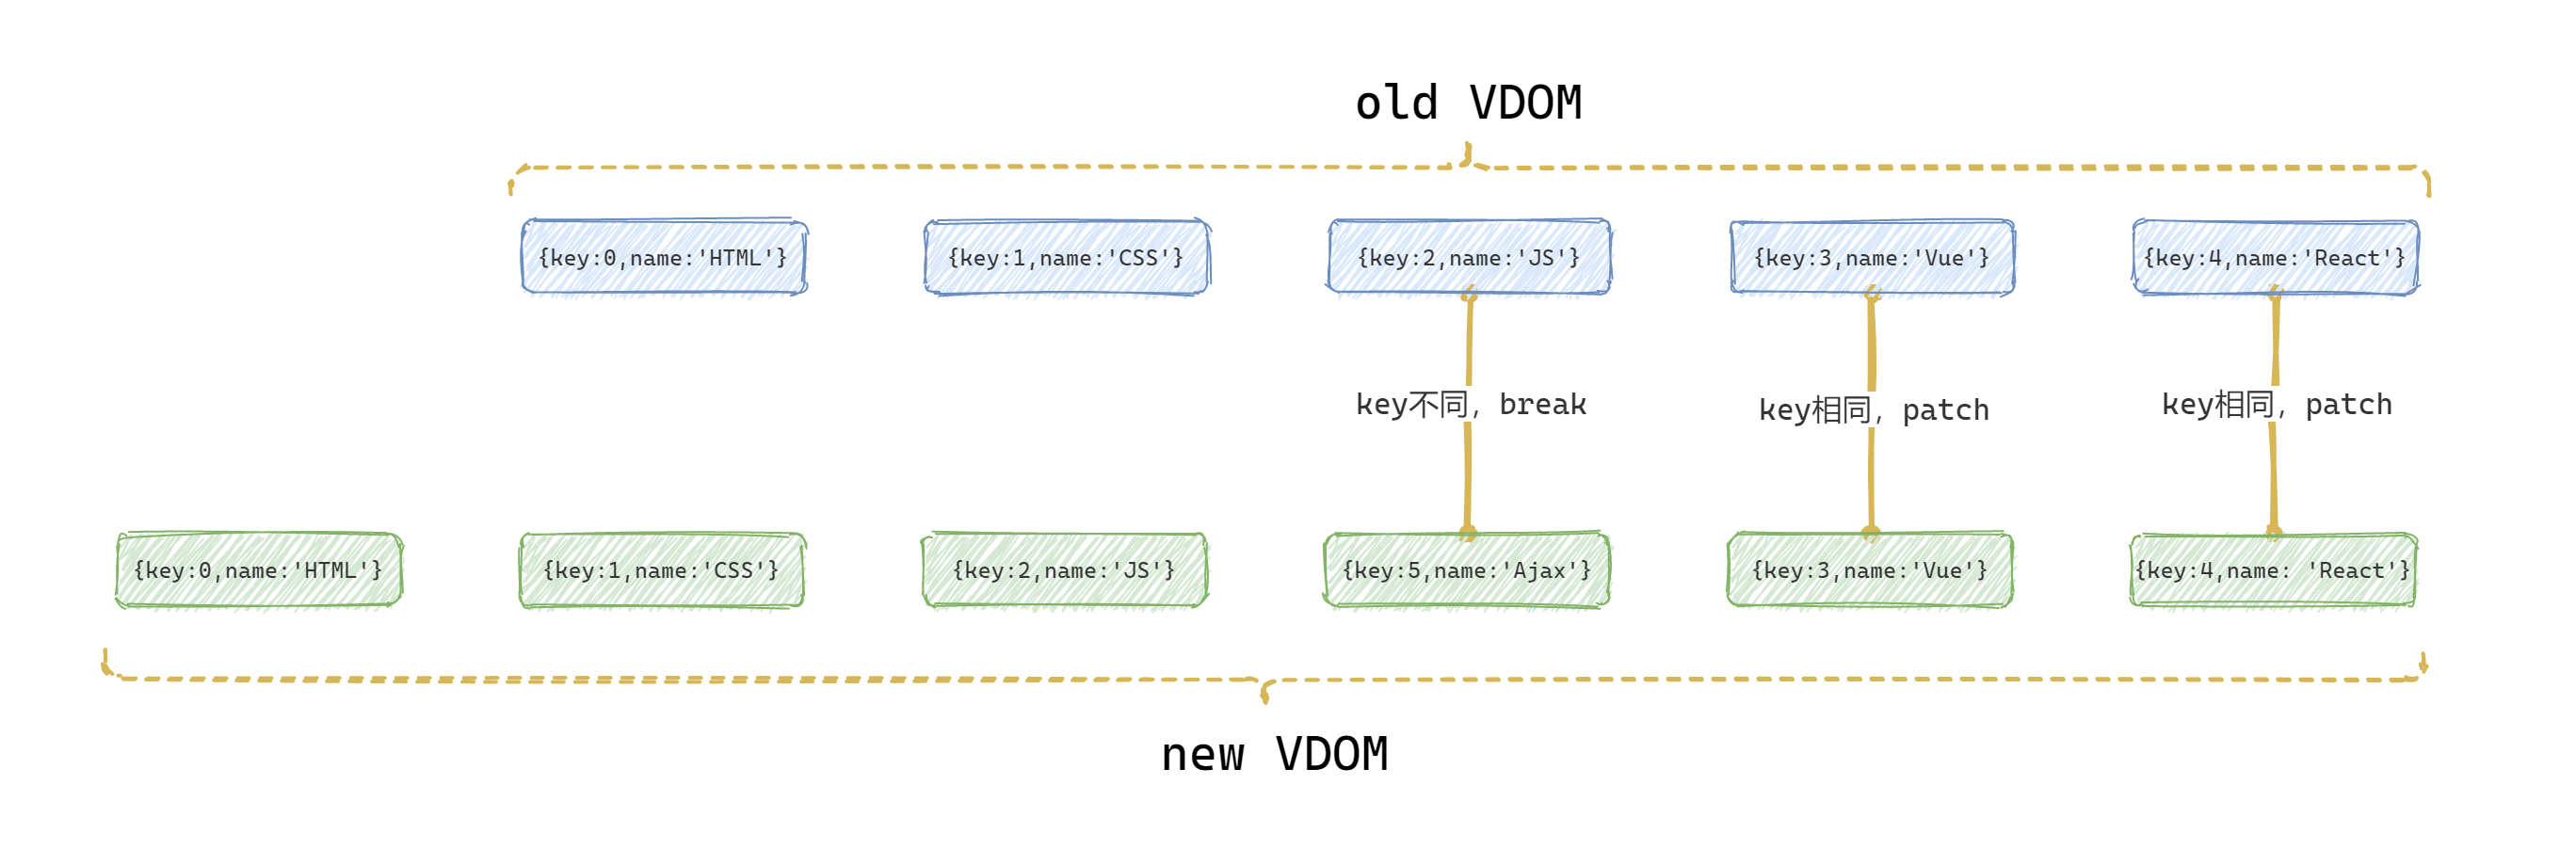 old VDOM
{key:0,name:'HTML'}
{key:1,name:'CSS'}
{key:2,name:'JS'}
{key:3,name:'Vue'}
{key:4,name:'React'}
key不同，break
key相同，patch
key相同，patch
{key:0,name:'HTML'}
{key:1,name:'CSS'}
{key:2,name:'JS'}
{key:5,name:'Ajax'}
{key:3,name:'Vue'}
{key:4,name: 'React'}
new VDOM